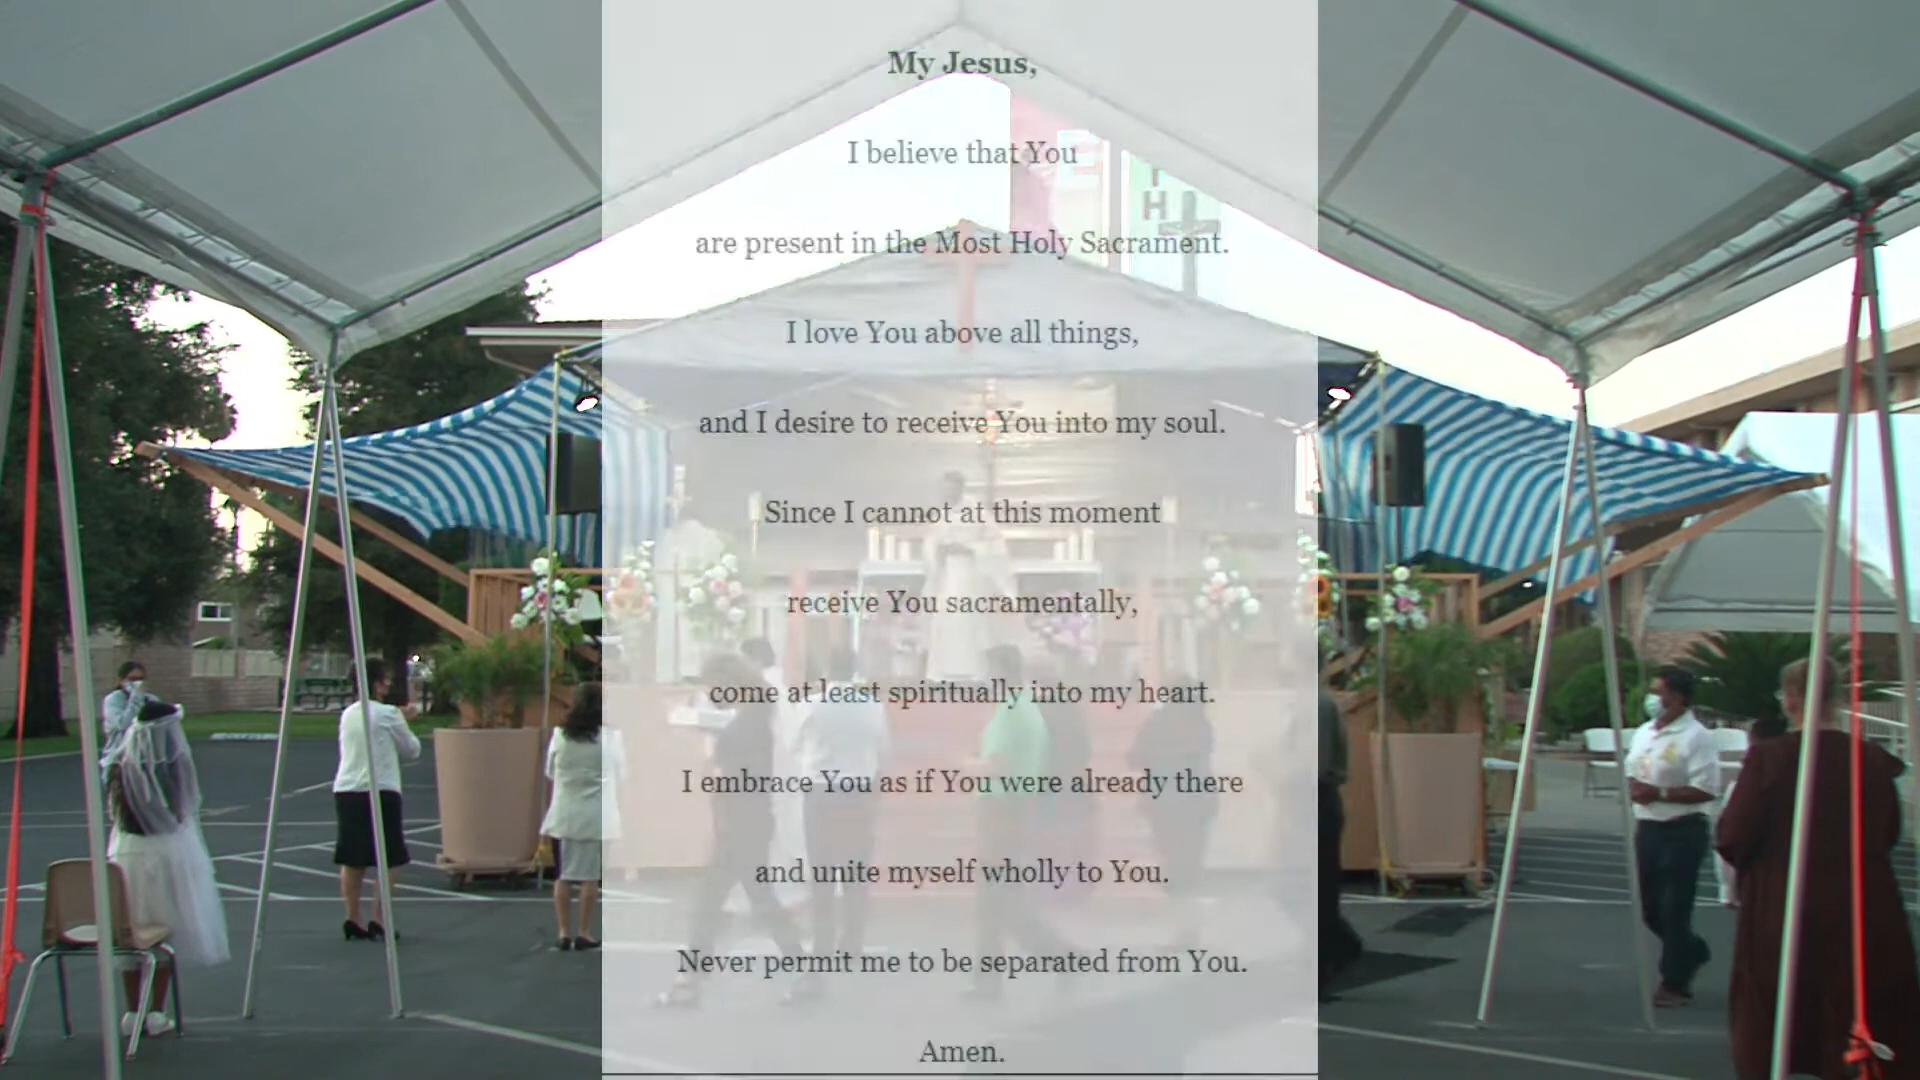 My Jesus,
I believe that You
are present in the Most Holy Sacrament.
I love You above all things,
and I desire to receive You into my soul.
Since I cannot at this moment
receive You sacramentally,
come at least spiritually into my heart.
I embrace You as if You were already there
and unite myself wholly to You.
Never permit me to be separated from You.
Amen.